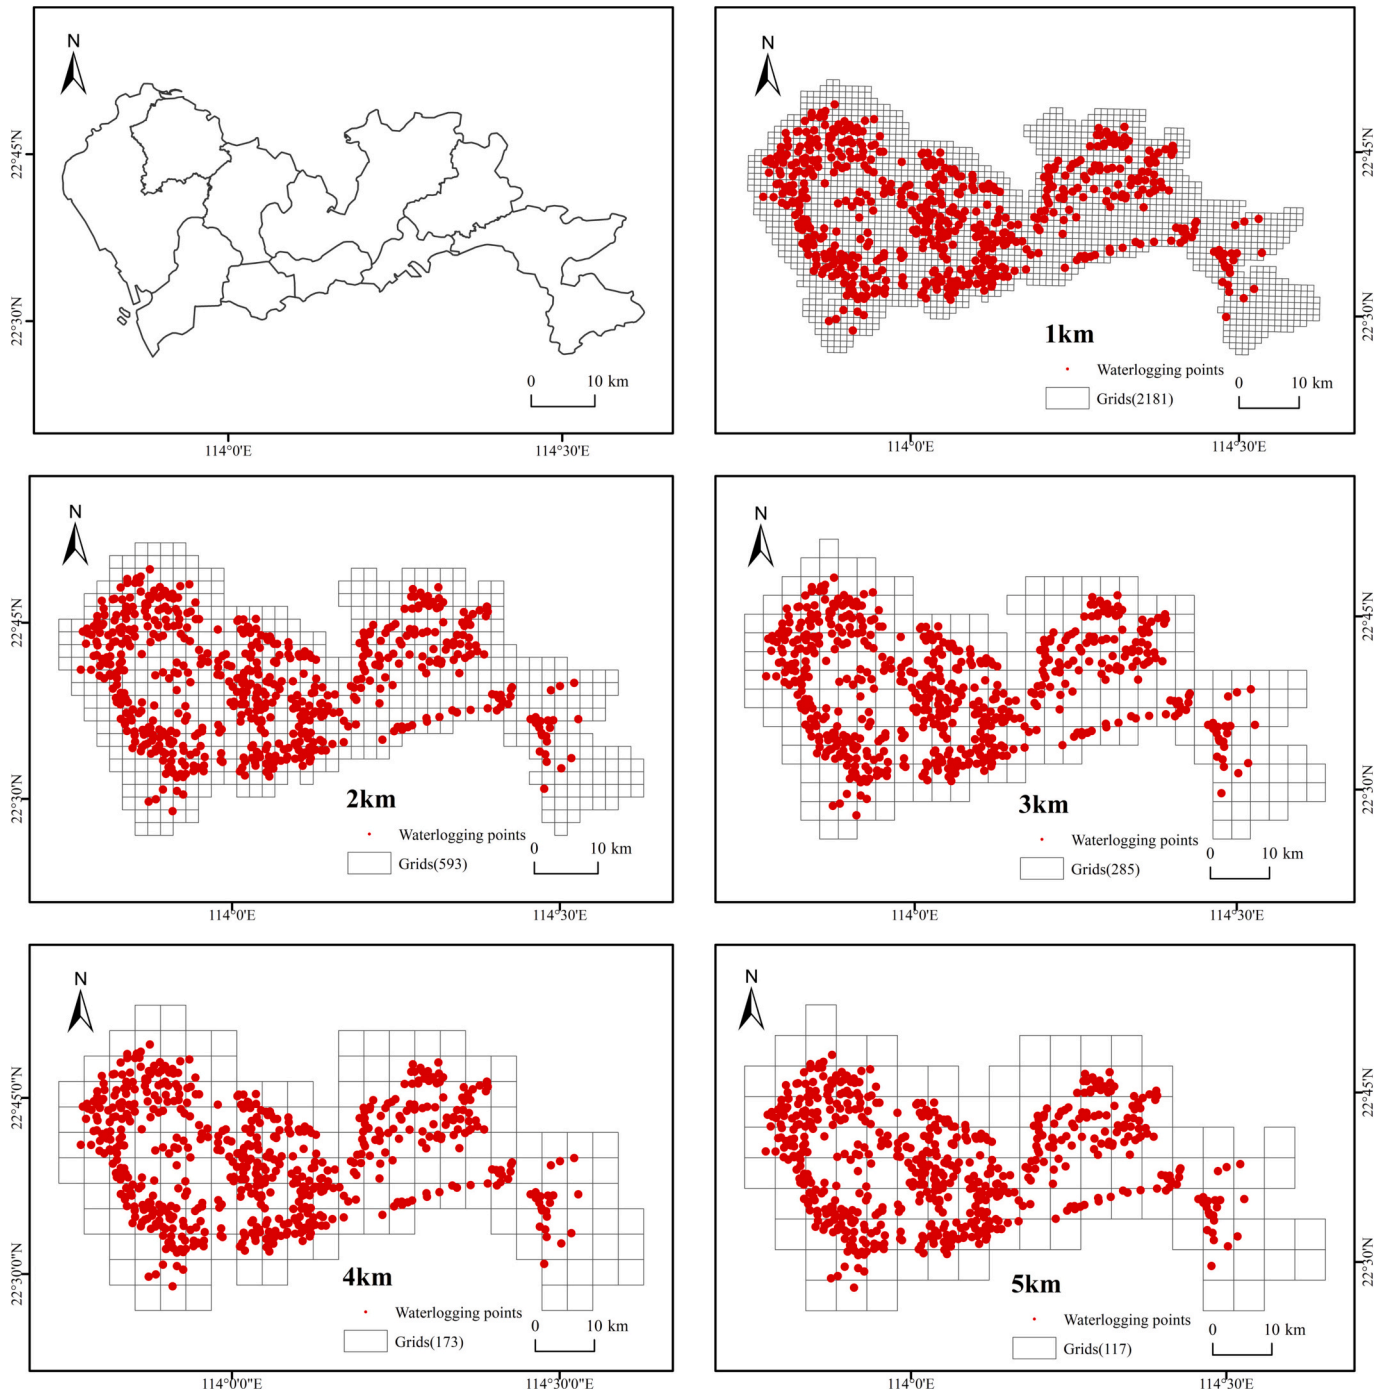 N
22°45'N
22°30'N
0 10 km
114°0'E 114°30'E
N
22°45'N
22°30'N
1km
Waterlogging points
Grids(2181)
0 10 km
114°0'E 114°30'E
N
22°45'N
22°30'N
2km
Waterlogging points
Grids(593)
0 10 km
114°0'E 114°30'E
N
22°45'N
22°30'N
3km
Waterlogging points
Grids(285)
0 10 km
114°0'E 114°30'E
N
22°45'0"N
22°30'0"N
4km
Waterlogging points
Grids(173)
0 10 km
114°0'0"E 114°30'0"E
N
22°45'N
22°30'N
5km
Waterlogging points
Grids(117)
0 10 km
114°0'E 114°30'E